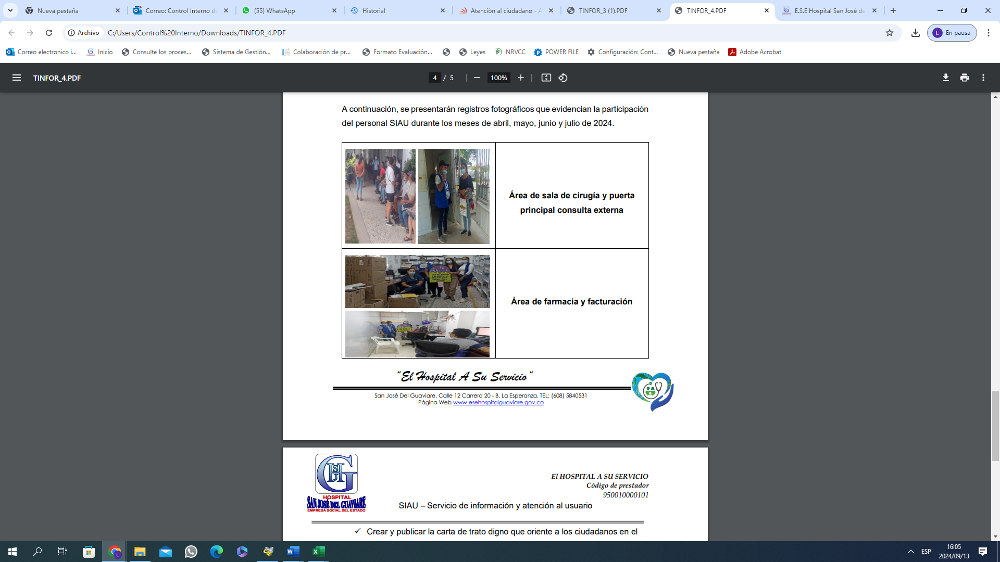 Nueva pestaña
Correo: Control Interno de
(55) WhatsApp
Historial
Atenciòn al ciudadano - A
TINFOR_3 (1).PDF
TINFOR_4.PDF
E.S.E Hospital San José de
Archivo
C:/Users/Control%20Interno/Downloads/TINFOR_4.PDF
L
En pausa
Correo electronico i...
Inicio
Consulte los proces...
Sistema de Gestión...
Colaboración de pr...
Formato Evaluación...
Leyes
NRVCC
POWER FILE
Configuración: Cont...
Nueva pestaña
Adobe Acrobat
TINFOR_4.PDF
4 / 5
100%
A continuación, se presentarán registros fotográficos que evidencian la participación
del personal SIAU durante los meses de abril, mayo, junio y julio de 2024.
Área de sala de cirugía y puerta
principal consulta externa
Área de farmacia y facturación
"El Hospital A Su Servicio"
San José Del Guaviare. Calle 12 Carrera 20 - B. La Esperanza, TEL: (608) 5840531
Página Web www.esehospitalguaviare.gov.co
HOSPITAL
SAN JOSÉ DEL GUAVIARE
EMPRESA SOCIAL DEL ESTADO
El HOSPITAL A SU SERVICIO
Código de prestador
950010000101
SIAU – Servicio de información y atención al usuario
✓ Crear y publicar la carta de trato digno que oriente a los ciudadanos en el
ESP
16:05
2024/09/13